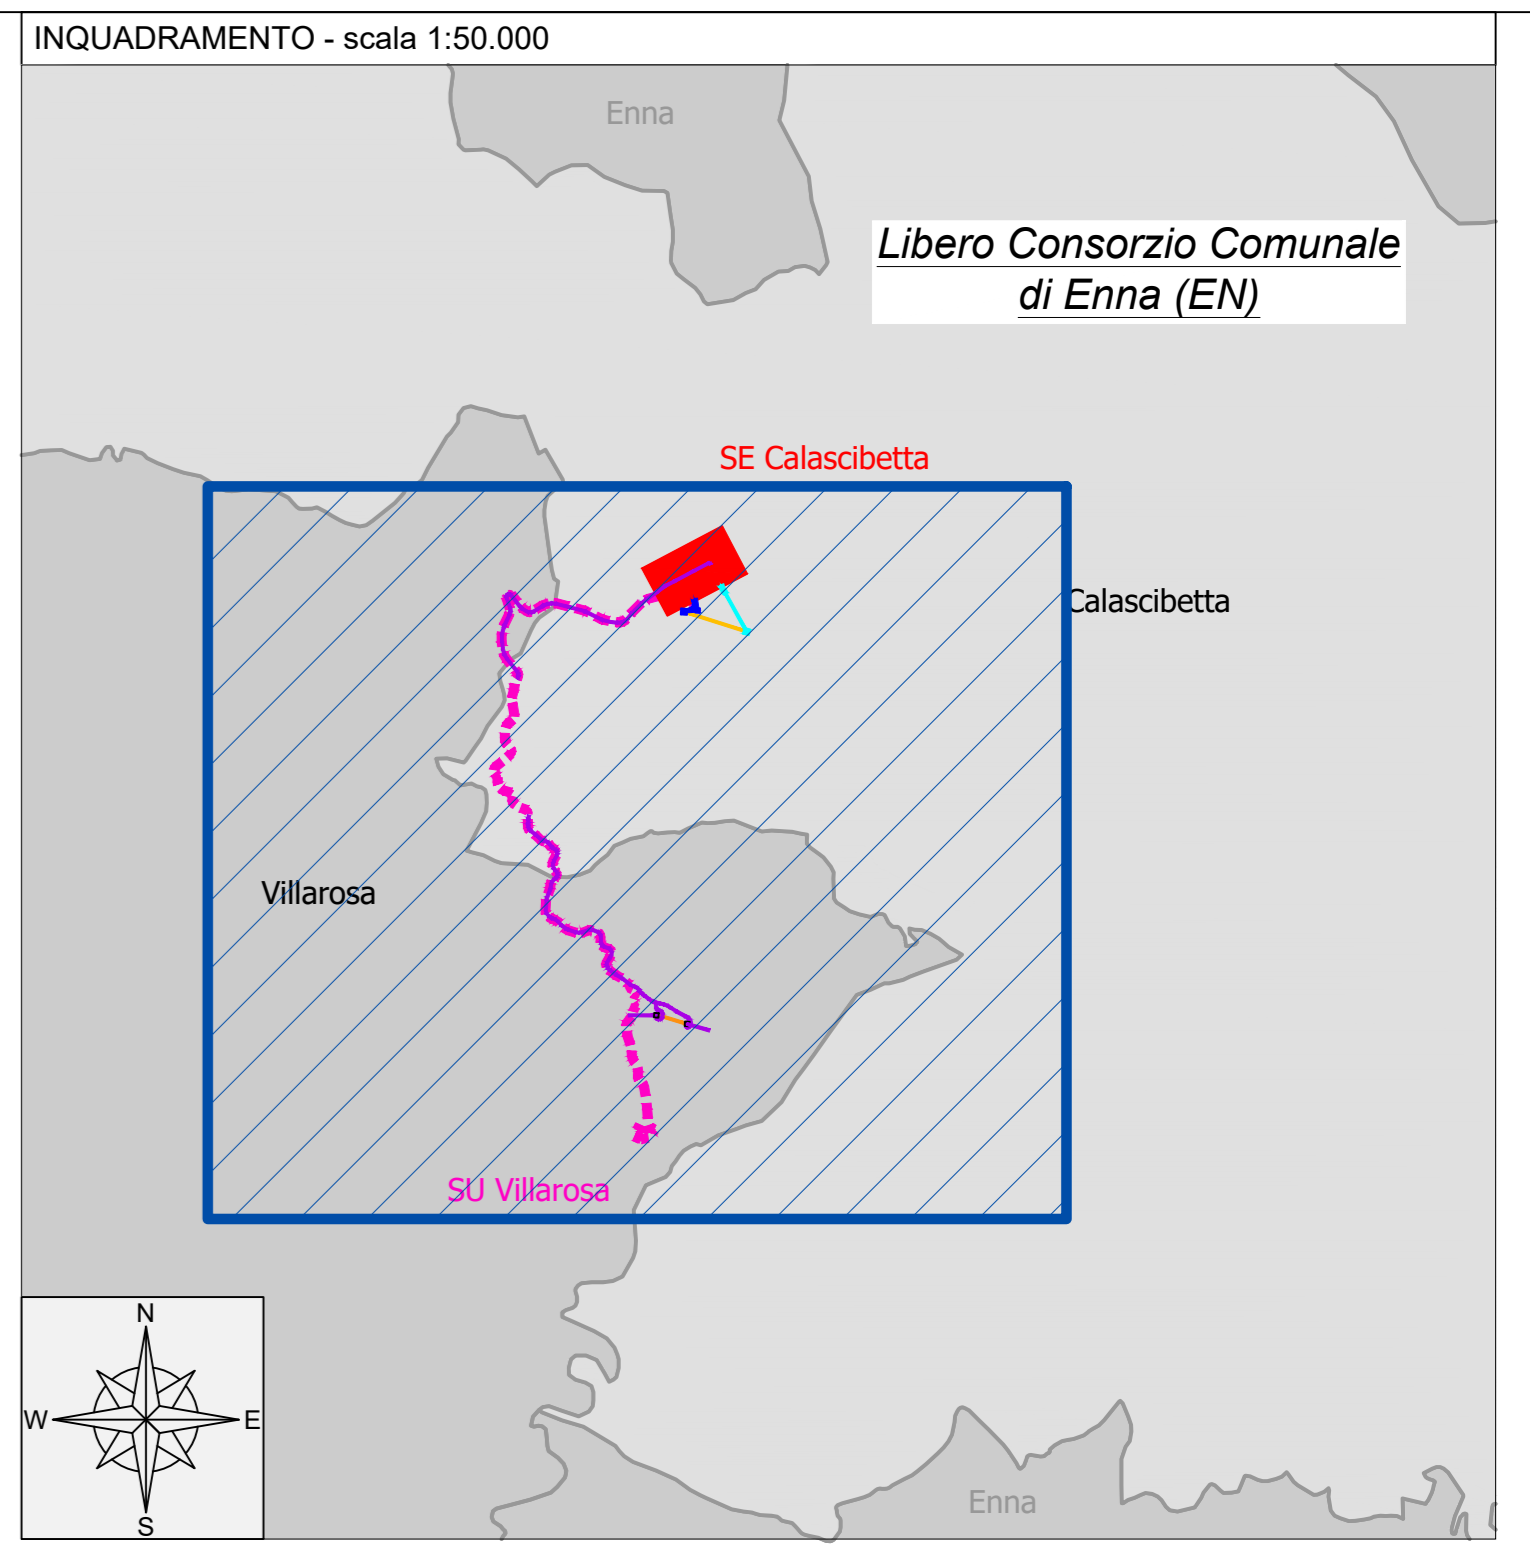 INQUADRAMENTO - scala 1:50.000
Enna
Libero Consorzio Comunale
di Enna (EN)
SE Calascibetta
Calascibetta
Villarosa
SU Villarosa
N
W
E
S
Enna